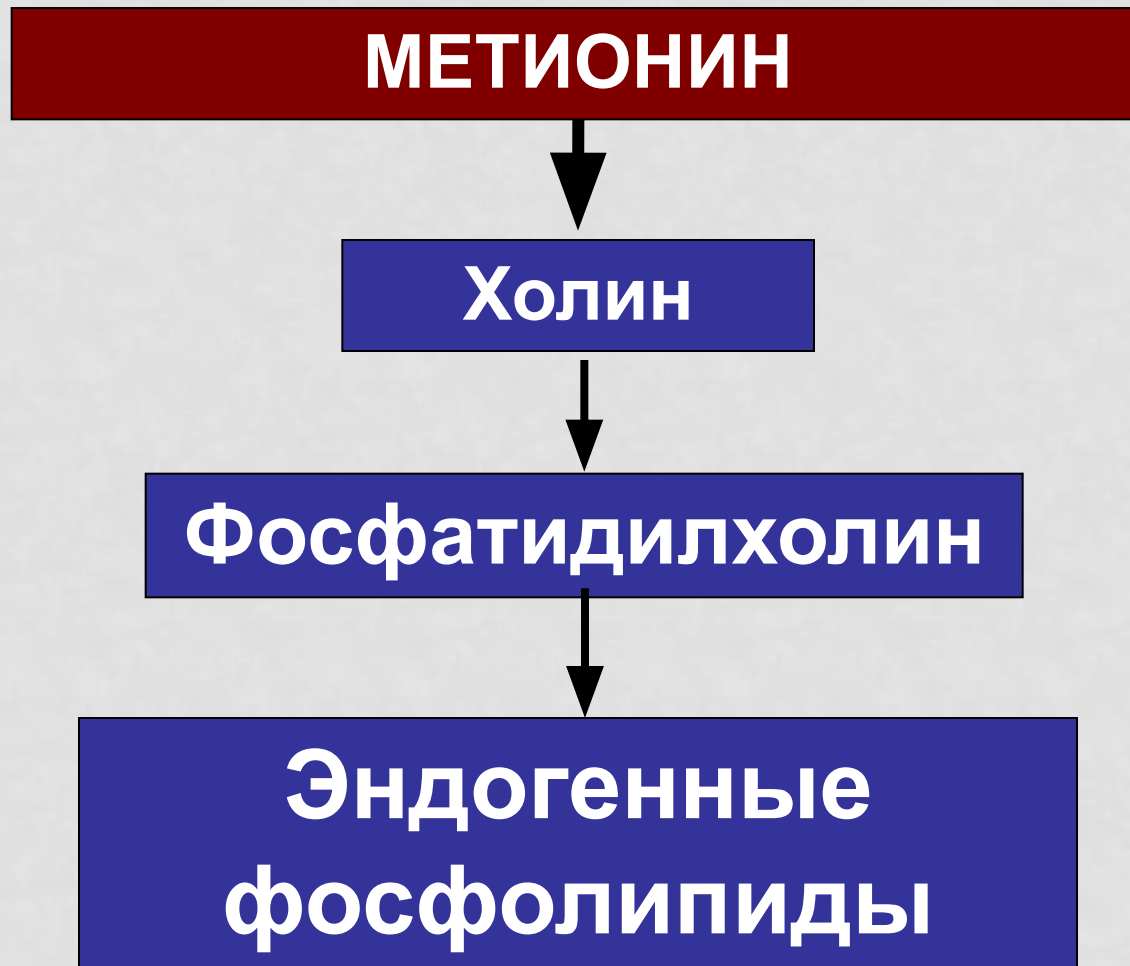 МЕТИОНИН
Холин
Фосфатидилхолин
Эндогенные
фосфолипиды